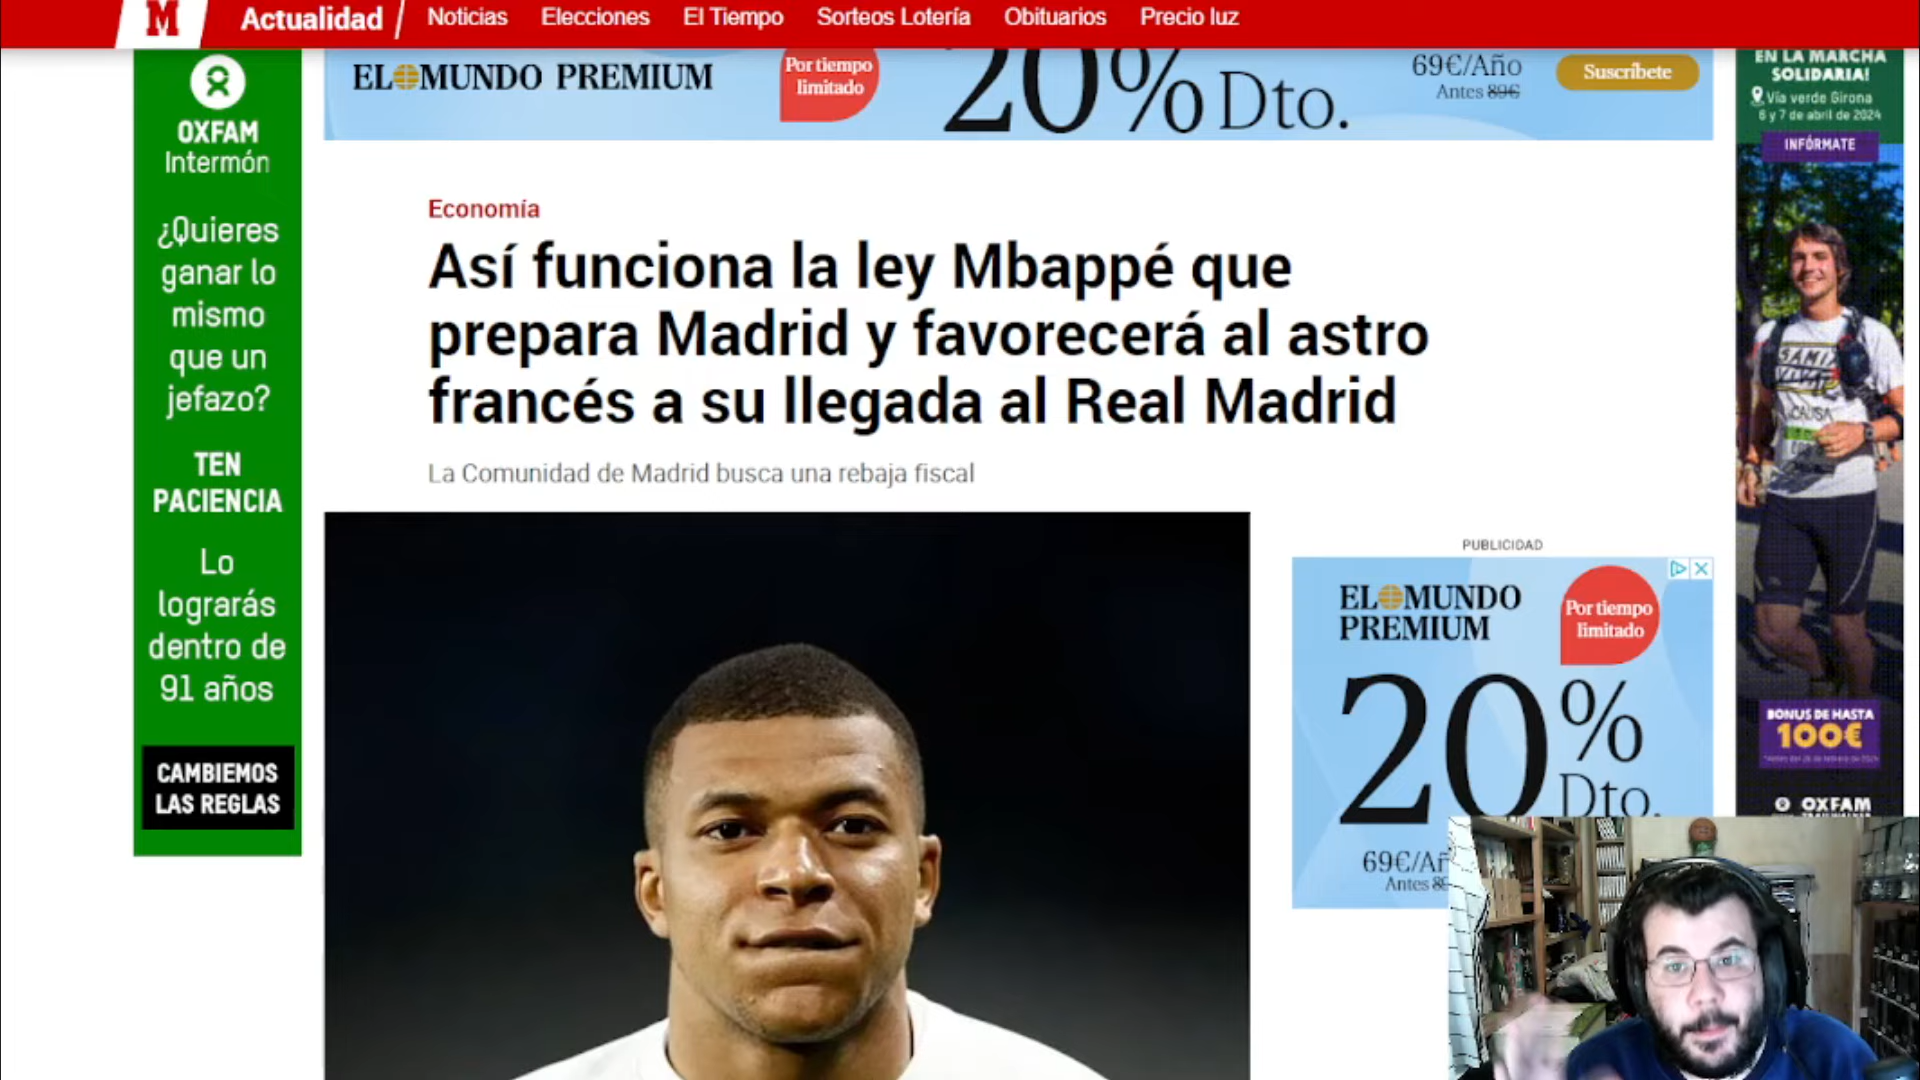 M
Actualidad
Noticias
Elecciones
El Tiempo
Sorteos Lotería
Obituarios
Precio luz
OXFAM
Intermón
¿Quieres
ganar lo
mismo
que un
jefazo?
TEN
PACIENCIA
Lo
lograrás
dentro de
91 años
CAMBIEMOS
LAS REGLAS
EL MUNDO PREMIUM
Por tiempo
limitado
20% Dto.
69€/Año
Antes 89€
Suscríbete
Economía
Así funciona la ley Mbappé que
prepara Madrid y favorecerá al astro
francés a su llegada al Real Madrid
La Comunidad de Madrid busca una rebaja fiscal
PUBLICIDAD
EL MUNDO
PREMIUM
Por tiempo
limitado
20%
Dto.
69€/Añ
Antes 8
EN LA MARCHA
SOLIDARIA!
Vía verde Girona
6 y 7 de abril de 2024
INFÓRMATE
BONUS DE HASTA
100€
OXFAM